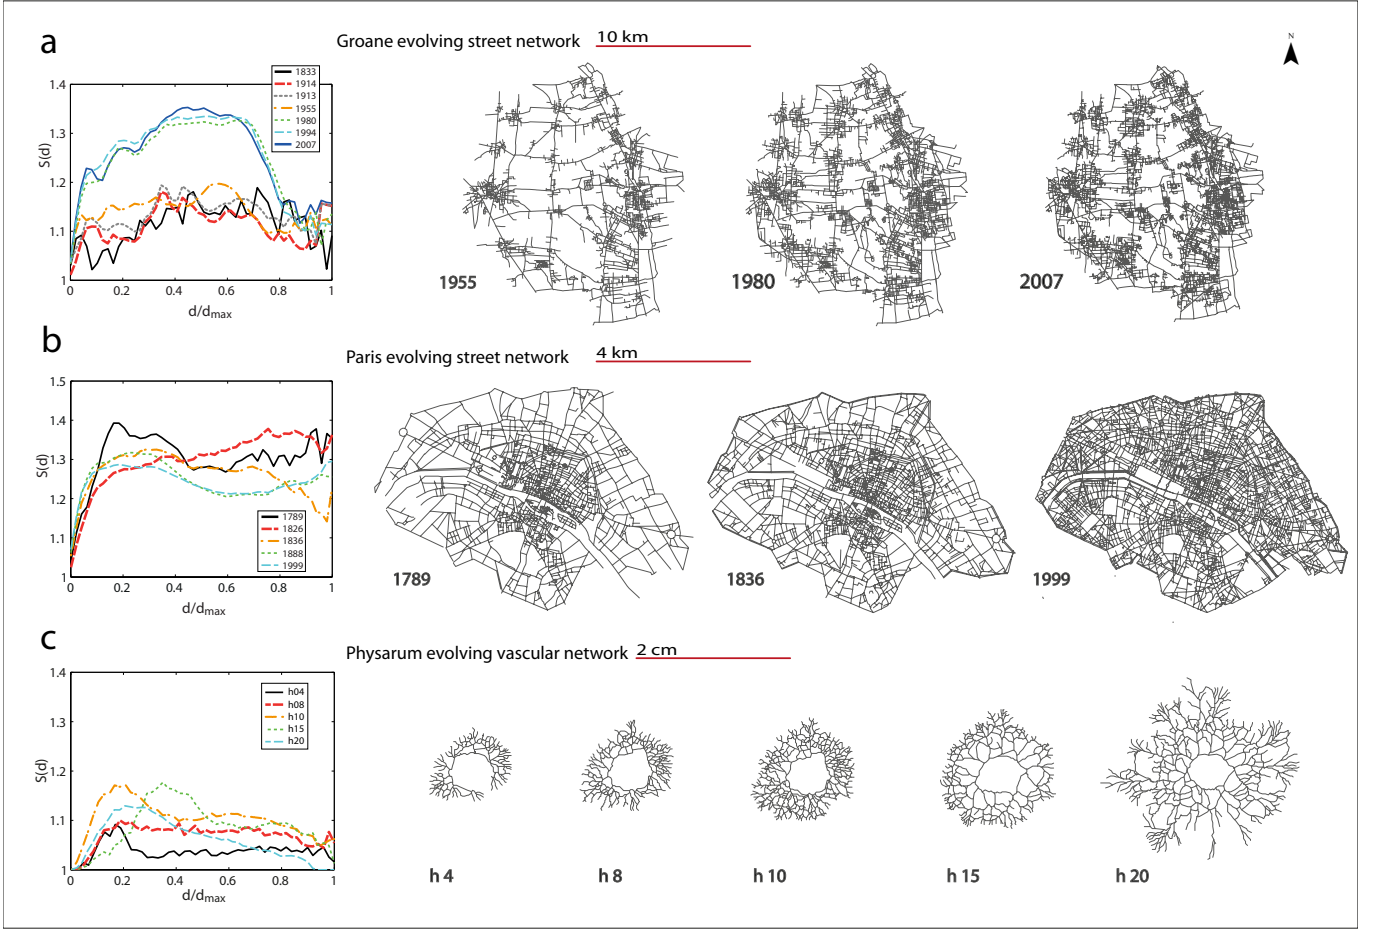 a
Groane evolving street network 10 km
N
1833
1914
1913
1955
1980
1994
2007
1.4
1.3
1.2
1.1
1
S(d)
0 0.2 0.4 0.6 0.8 1
d/dmax
1955
1980
2007
b
Paris evolving street network 4 km
1.5
1.4
1.3
1.2
1.1
1
S(d)
1789
1826
1836
1888
1999
0 0.2 0.4 0.6 0.8 1
d/dmax
1789
1836
1999
c
Physarum evolving vascular network 2 cm
1.4
1.3
1.2
1.1
1
S(d)
h04
h08
h10
h15
h20
0 0.2 0.4 0.6 0.8 1
d/dmax
h 4
h 8
h 10
h 15
h 20